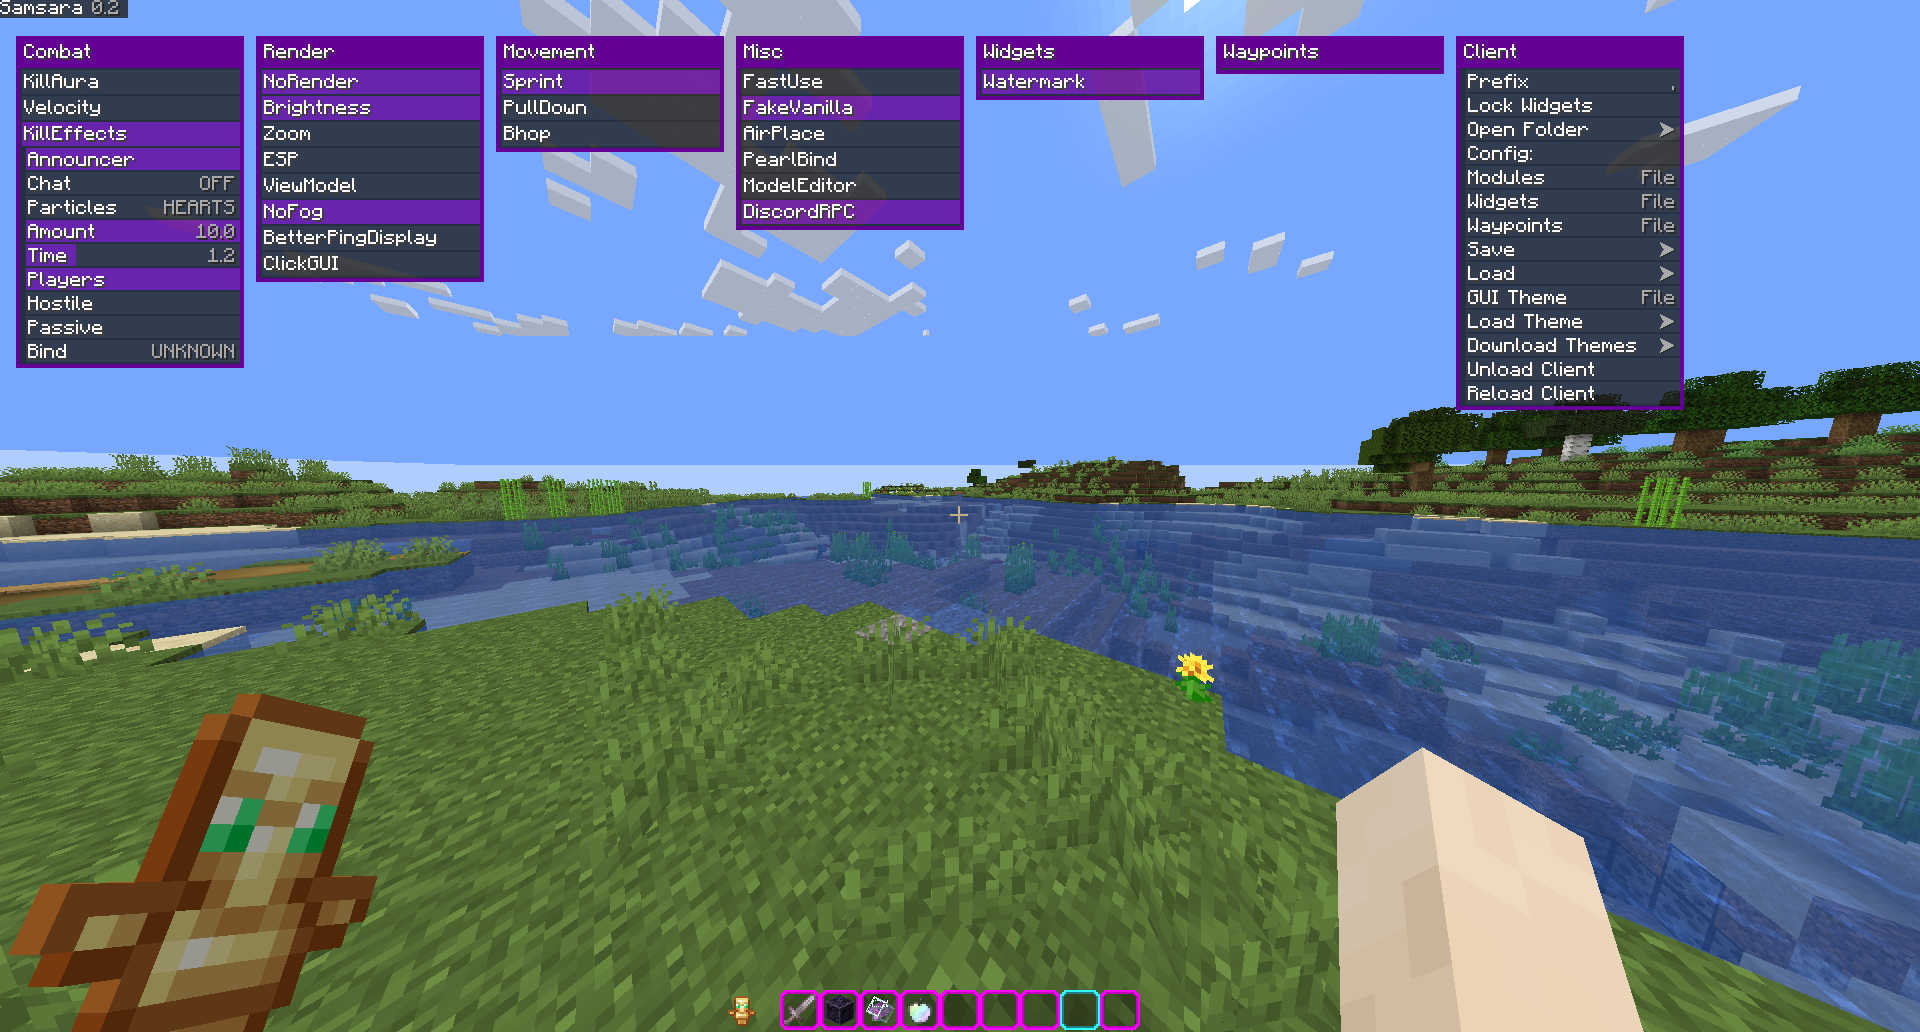 Samsara 0.2
Combat
KillAura
Velocity
KillEffects
Announcer
Chat OFF
Particles HEARTS
Amount 10.0
Time 1.2
Players
Hostile
Passive
Bind UNKNOWN
Render
NoRender
Brightness
Zoom
ESP
ViewModel
NoFog
BetterPingDisplay
ClickGUI
Movement
Sprint
PullDown
Bhop
Misc
FastUse
FakeVanilla
AirPlace
PearlBind
ModelEditor
DiscordRPC
Widgets
Watermark
Waypoints
Client
Prefix ,
Lock Widgets
Open Folder >
Config:
Modules File
Widgets File
Waypoints File
Save >
Load >
GUI Theme File
Load Theme >
Download Themes >
Unload Client
Reload Client